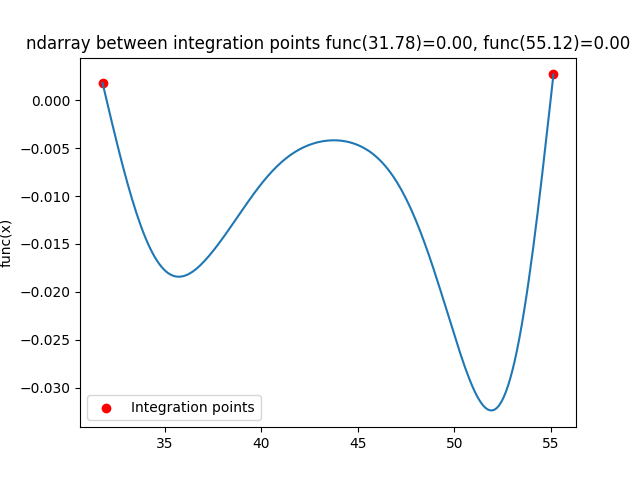 ndarray between integration points func(31.78)=0.00, func(55.12)=0.00
func(x)
0.000
−0.005
−0.010
−0.015
−0.020
−0.025
−0.030
Integration points
35 40 45 50 55